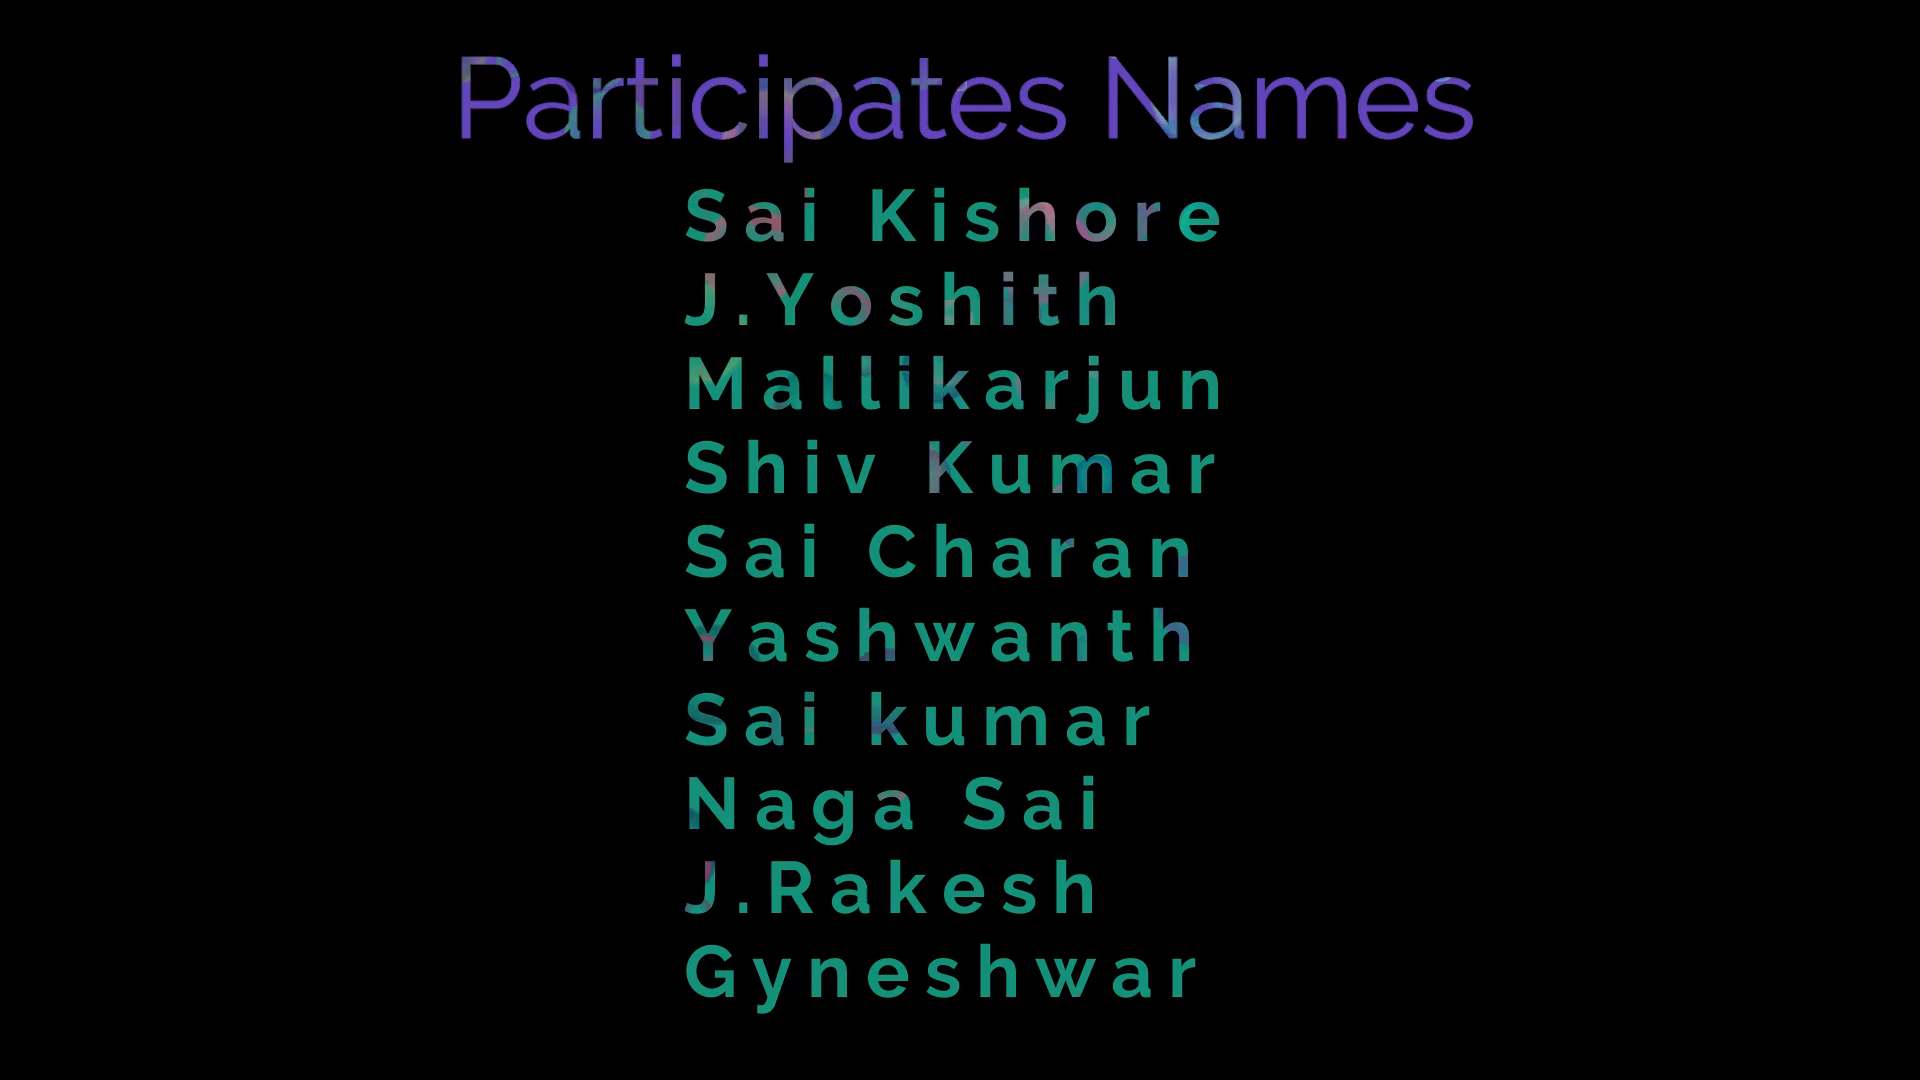 Participates Names
Sai Kishore
J.Yoshith
Mallikarjun
Shiv Kumar
Sai Charan
Yashwanth
Sai kumar
Naga Sai
J.Rakesh
Gyneshwar